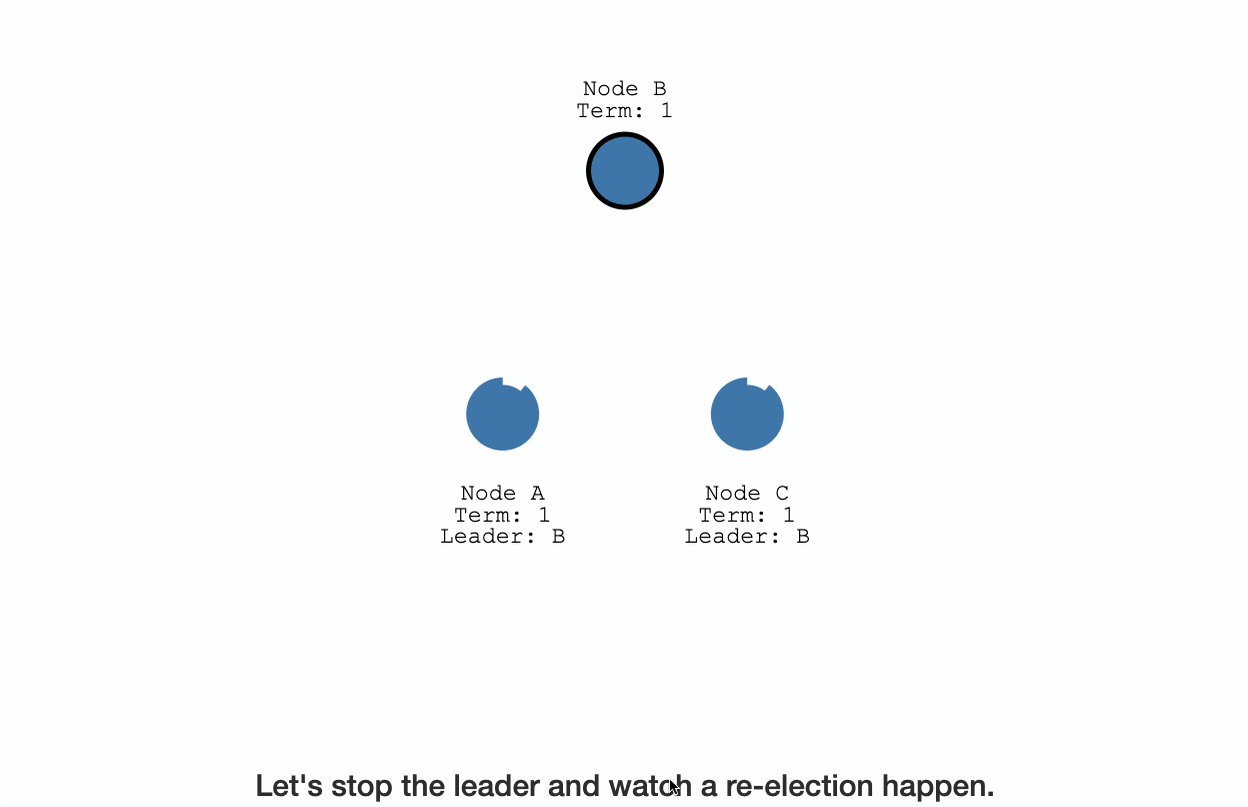 Node B
Term: 1
Node A
Term: 1
Leader: B
Node C
Term: 1
Leader: B
Let's stop the leader and watch a re-election happen.